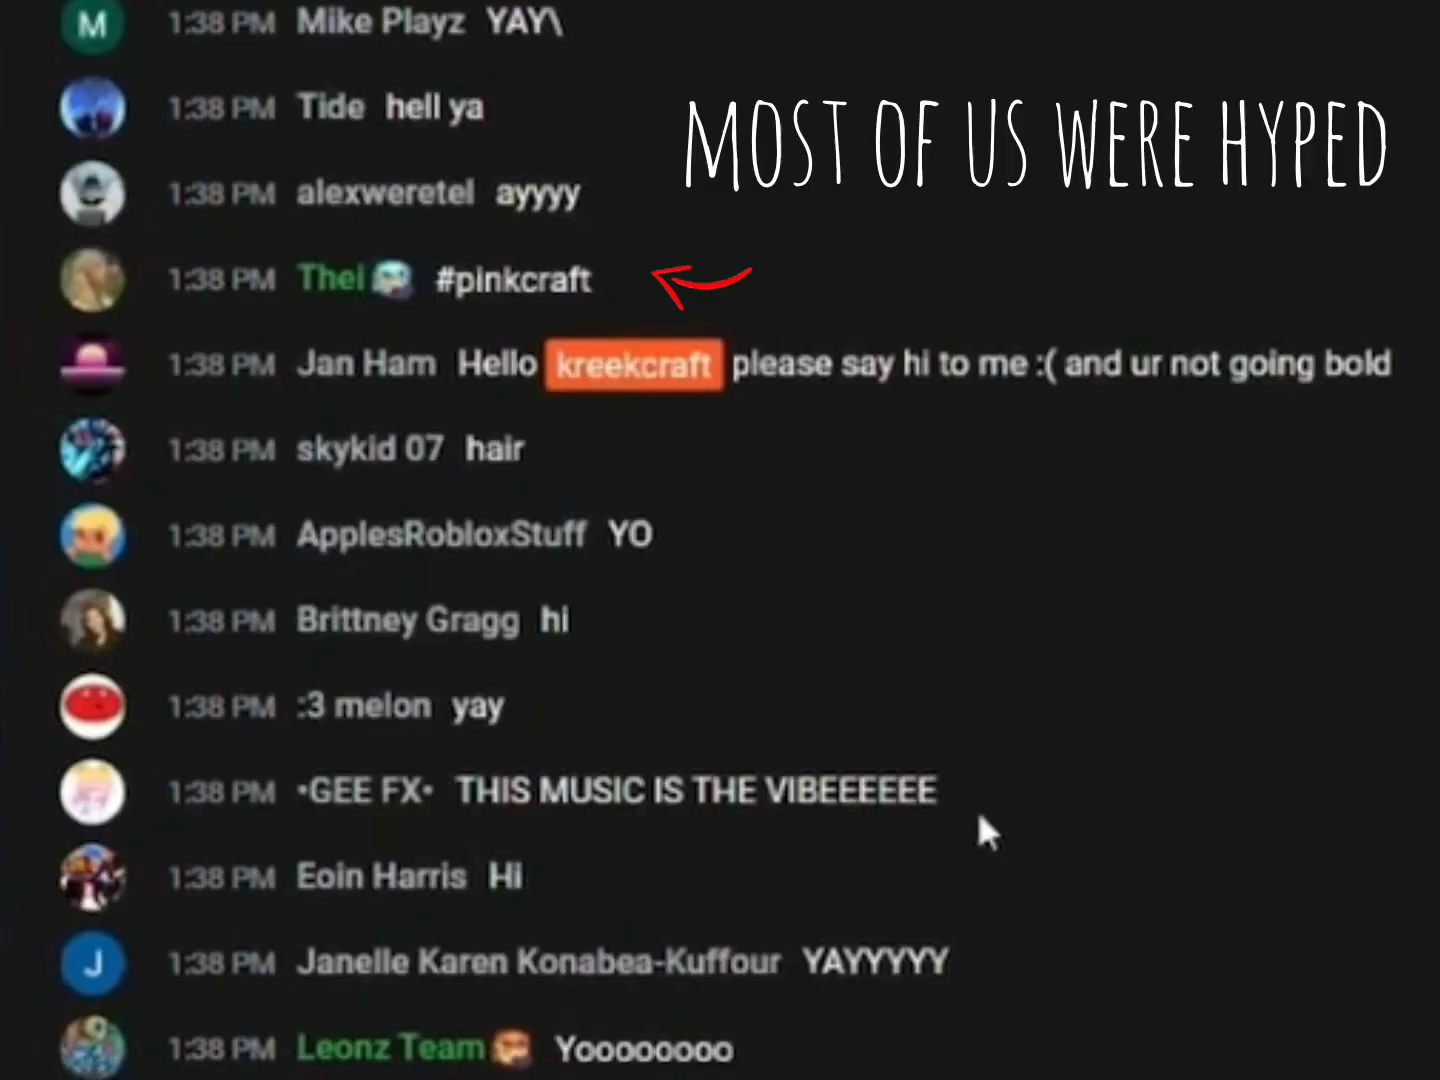 M 1:38 PM Mike Playz YAY\
1:38 PM Tide hell ya
MOST OF US WERE HYPED
1:38 PM alexweretel ayyyy
1:38 PM Thei #pinkcraft
1:38 PM Jan Ham Hello kreekcraft please say hi to me :( and ur not going bold
1:38 PM skykid 07 hair
1:38 PM ApplesRobloxStuff YO
1:38 PM Brittney Gragg hi
1:38 PM :3 melon yay
1:38 PM •GEE FX• THIS MUSIC IS THE VIBEEEEEE
1:38 PM Eoin Harris Hi
J 1:38 PM Janelle Karen Konabea-Kuffour YAYYYYY
1:38 PM Leonz Team Yoooooooo